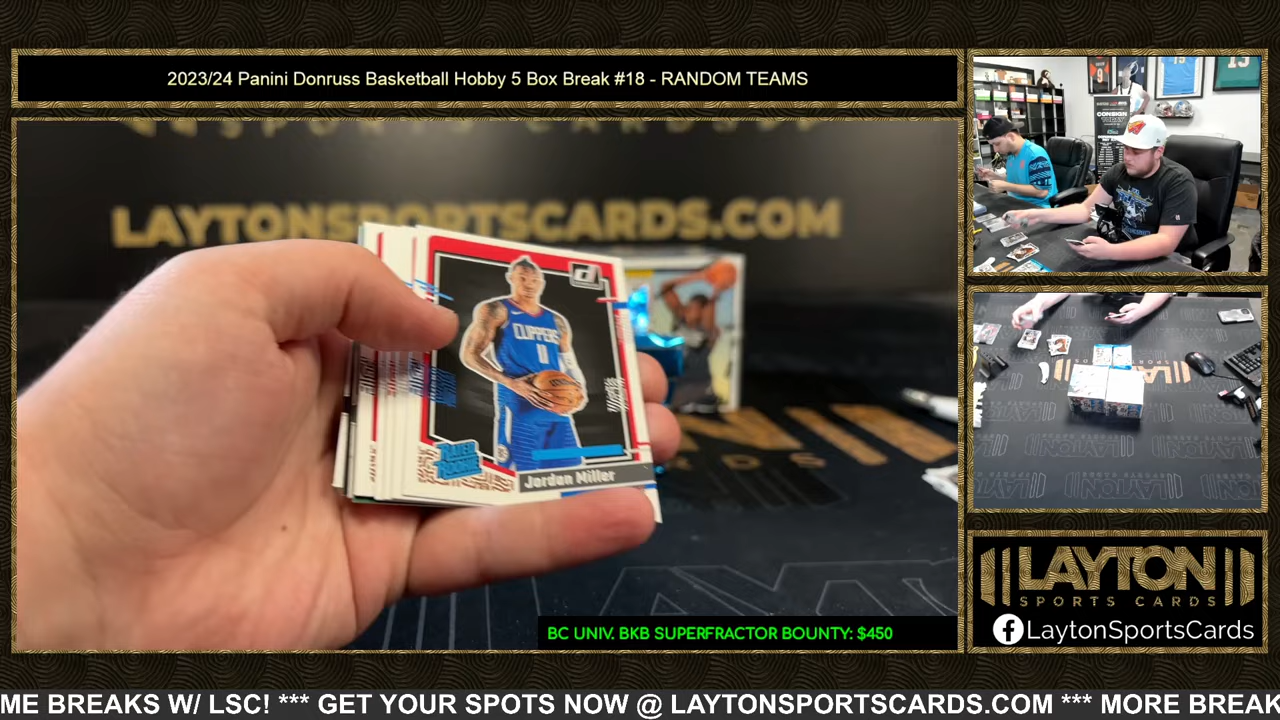 2023/24 Panini Donruss Basketball Hobby 5 Box Break #18 - RANDOM TEAMS
LAYTONSPORTSCARDS.COM
CLIPPERS
RATED
ROOKIE
Jordan Miller
CONSIGN
TODAY
LAYTON
SPORTS CARDS
LaytonSportsCards
BC UNIV. BKB SUPERFRACTOR BOUNTY: $450
ME BREAKS W/ LSC! *** GET YOUR SPOTS NOW @ LAYTONSPORTSCARDS.COM *** MORE BREAK